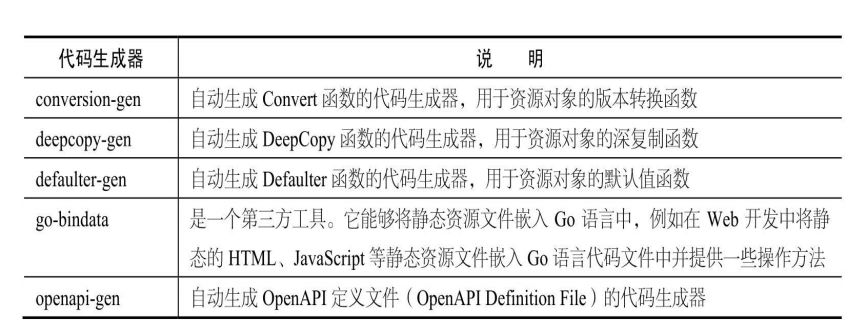 代码生成器 说 明
conversion-gen 自动生成 Convert 函数的代码生成器，用于资源对象的版本转换函数
deepcopy-gen 自动生成 DeepCopy 函数的代码生成器，用于资源对象的深复制函数
defaulter-gen 自动生成 Defaulter 函数的代码生成器，用于资源对象的默认值函数
go-bindata 是一个第三方工具。它能够将静态资源文件嵌入 Go 语言中，例如在 Web 开发中将静
态的 HTML、JavaScript 等静态资源文件嵌入 Go 语言代码文件中并提供一些操作方法
openapi-gen 自动生成 OpenAPI 定义文件（OpenAPI Definition File）的代码生成器